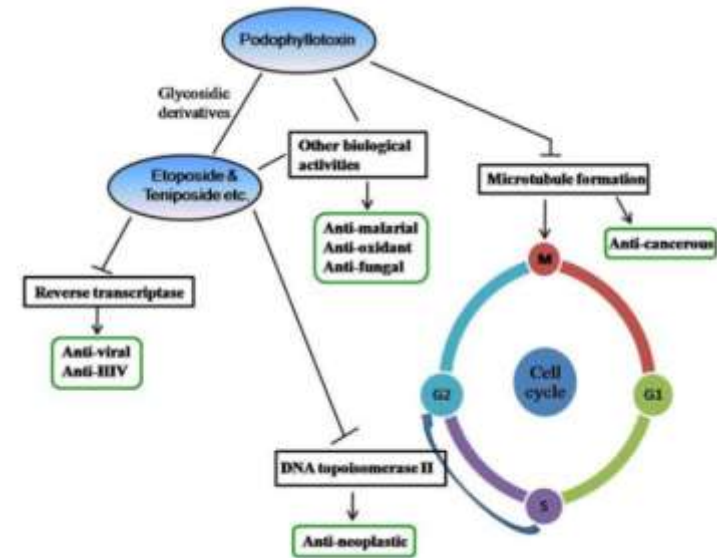 Podophyllotoxin
Glycosidic
derivatives
Other biological
activities
Etoposide &
Teniposide etc.
Microtubule formation
Anti-malarial
Anti-oxidant
Anti-fungal
Anti-cancerous
M
Reverse transcriptase
Anti-viral
Anti-HIV
Cell
cycle
G2
G1
DNA topoisomerase II
S
Anti-neoplastic